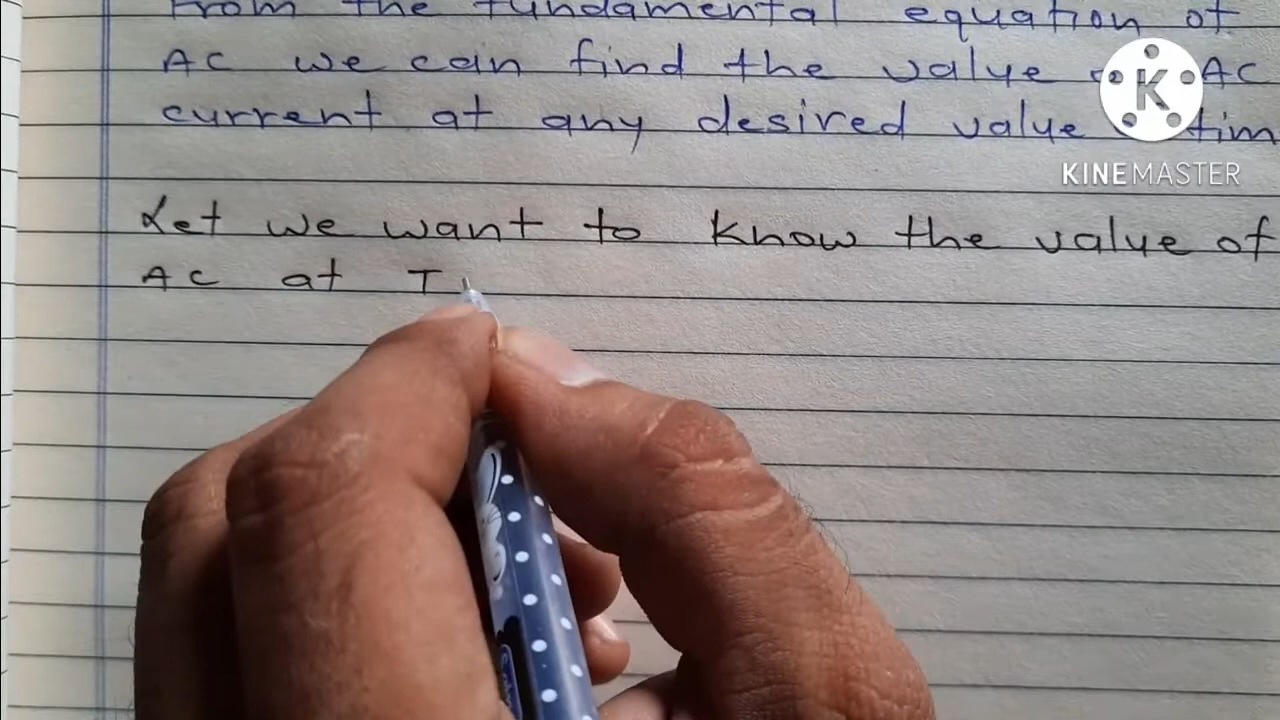 From the fundamental equation of
AC we can find the value AC
current at any desired value tim
Let we want to know the value of
AC at T
K
KINEMASTER